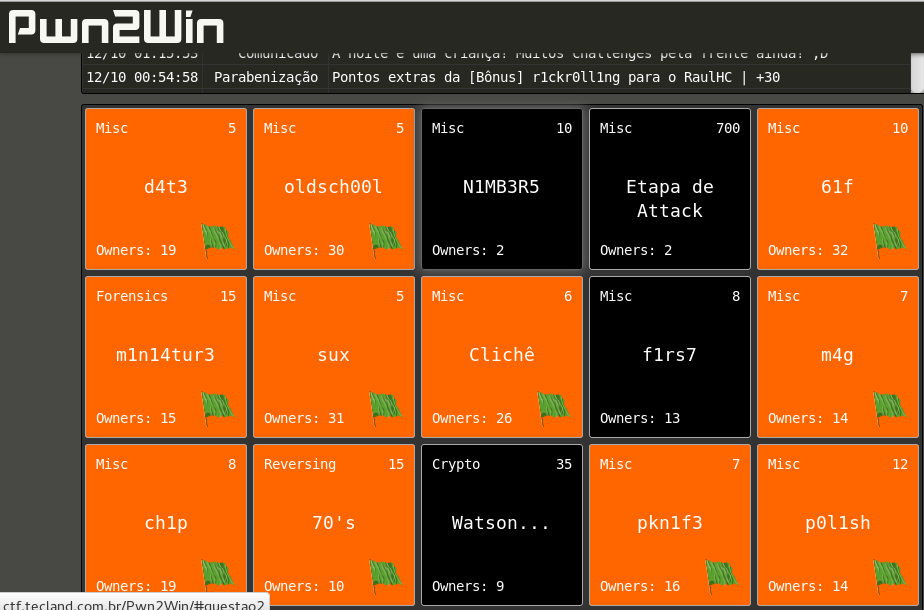 Pwn2Win
12/10 01:15:53 Comunicado A noite é uma criança! Muitos challenges pela frente ainda! ;D
12/10 00:54:58 Parabenização Pontos extras da [Bônus] r1ckr0ll1ng para o RaulHC | +30
Misc 5
d4t3
Owners: 19
Misc 5
oldsch00l
Owners: 30
Misc 10
N1MB3R5
Owners: 2
Misc 700
Etapa de
Attack
Owners: 2
Misc 10
61f
Owners: 32
Forensics 15
m1n14tur3
Owners: 15
Misc 5
sux
Owners: 31
Misc 6
Clichê
Owners: 26
Misc 8
f1rs7
Owners: 13
Misc 7
m4g
Owners: 14
Misc 8
ch1p
Owners: 19
Reversing 15
70's
Owners: 10
Crypto 35
Watson...
Owners: 9
Misc 7
pkn1f3
Owners: 16
Misc 12
p0l1sh
Owners: 14
ctf.tecland.com.br/Pwn2Win/#questao2